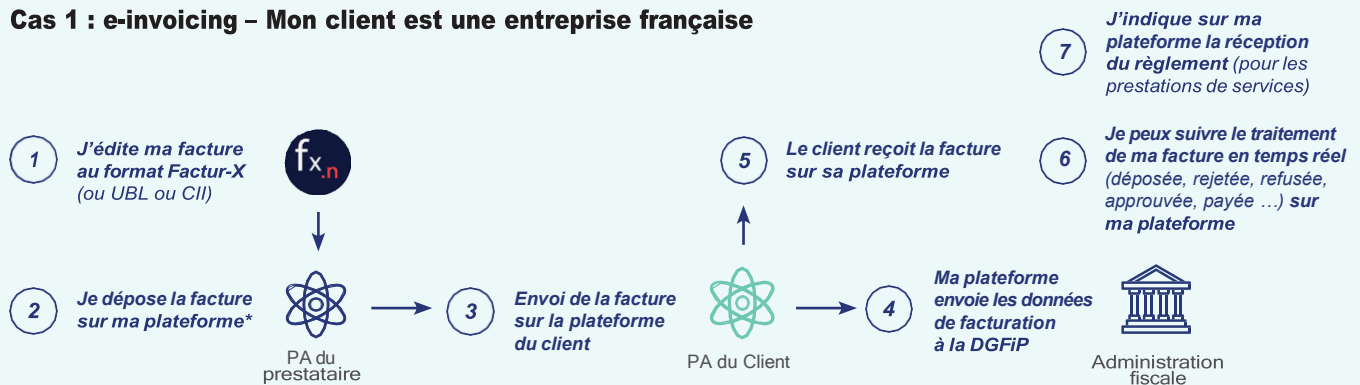 Cas 1 : e-invoicing – Mon client est une entreprise française
1
J’édite ma facture
au format Factur-X
(ou UBL ou CII)
fx.n
2
Je dépose la facture
sur ma plateforme*
PA du
prestataire
3
Envoi de la facture
sur la plateforme
du client
PA du Client
4
Ma plateforme
envoie les données
de facturation
à la DGFiP
Administration
fiscale
5
Le client reçoit la facture
sur sa plateforme
6
Je peux suivre le traitement
de ma facture en temps réel
(déposée, rejetée, refusée,
approuvée, payée …) sur
ma plateforme
7
J’indique sur ma
plateforme la réception
du règlement (pour les
prestations de services)